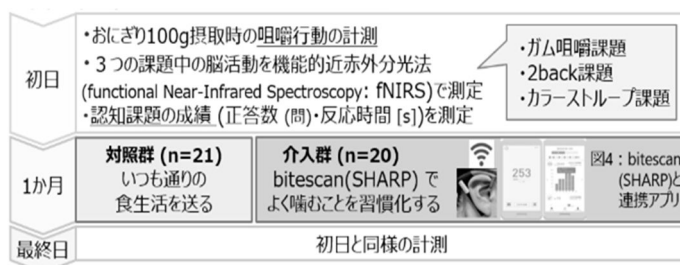 初日
・おにぎり100g摂取時の咀嚼行動の計測
・３つの課題中の脳活動を機能的近赤外分光法
(functional Near-Infrared Spectroscopy: fNIRS)で測定
・認知課題の成績 (正答数 (問)・反応時間 [s])を測定
・ガム咀嚼課題
・2back課題
・カラーストループ課題
1か月
対照群 (n=21)
いつも通りの
食生活を送る
介入群 (n=20)
bitescan(SHARP) で
よく噛むことを習慣化する
253
図4：bitescan
(SHARP)と
連携アプリ
最終日
初日と同様の計測